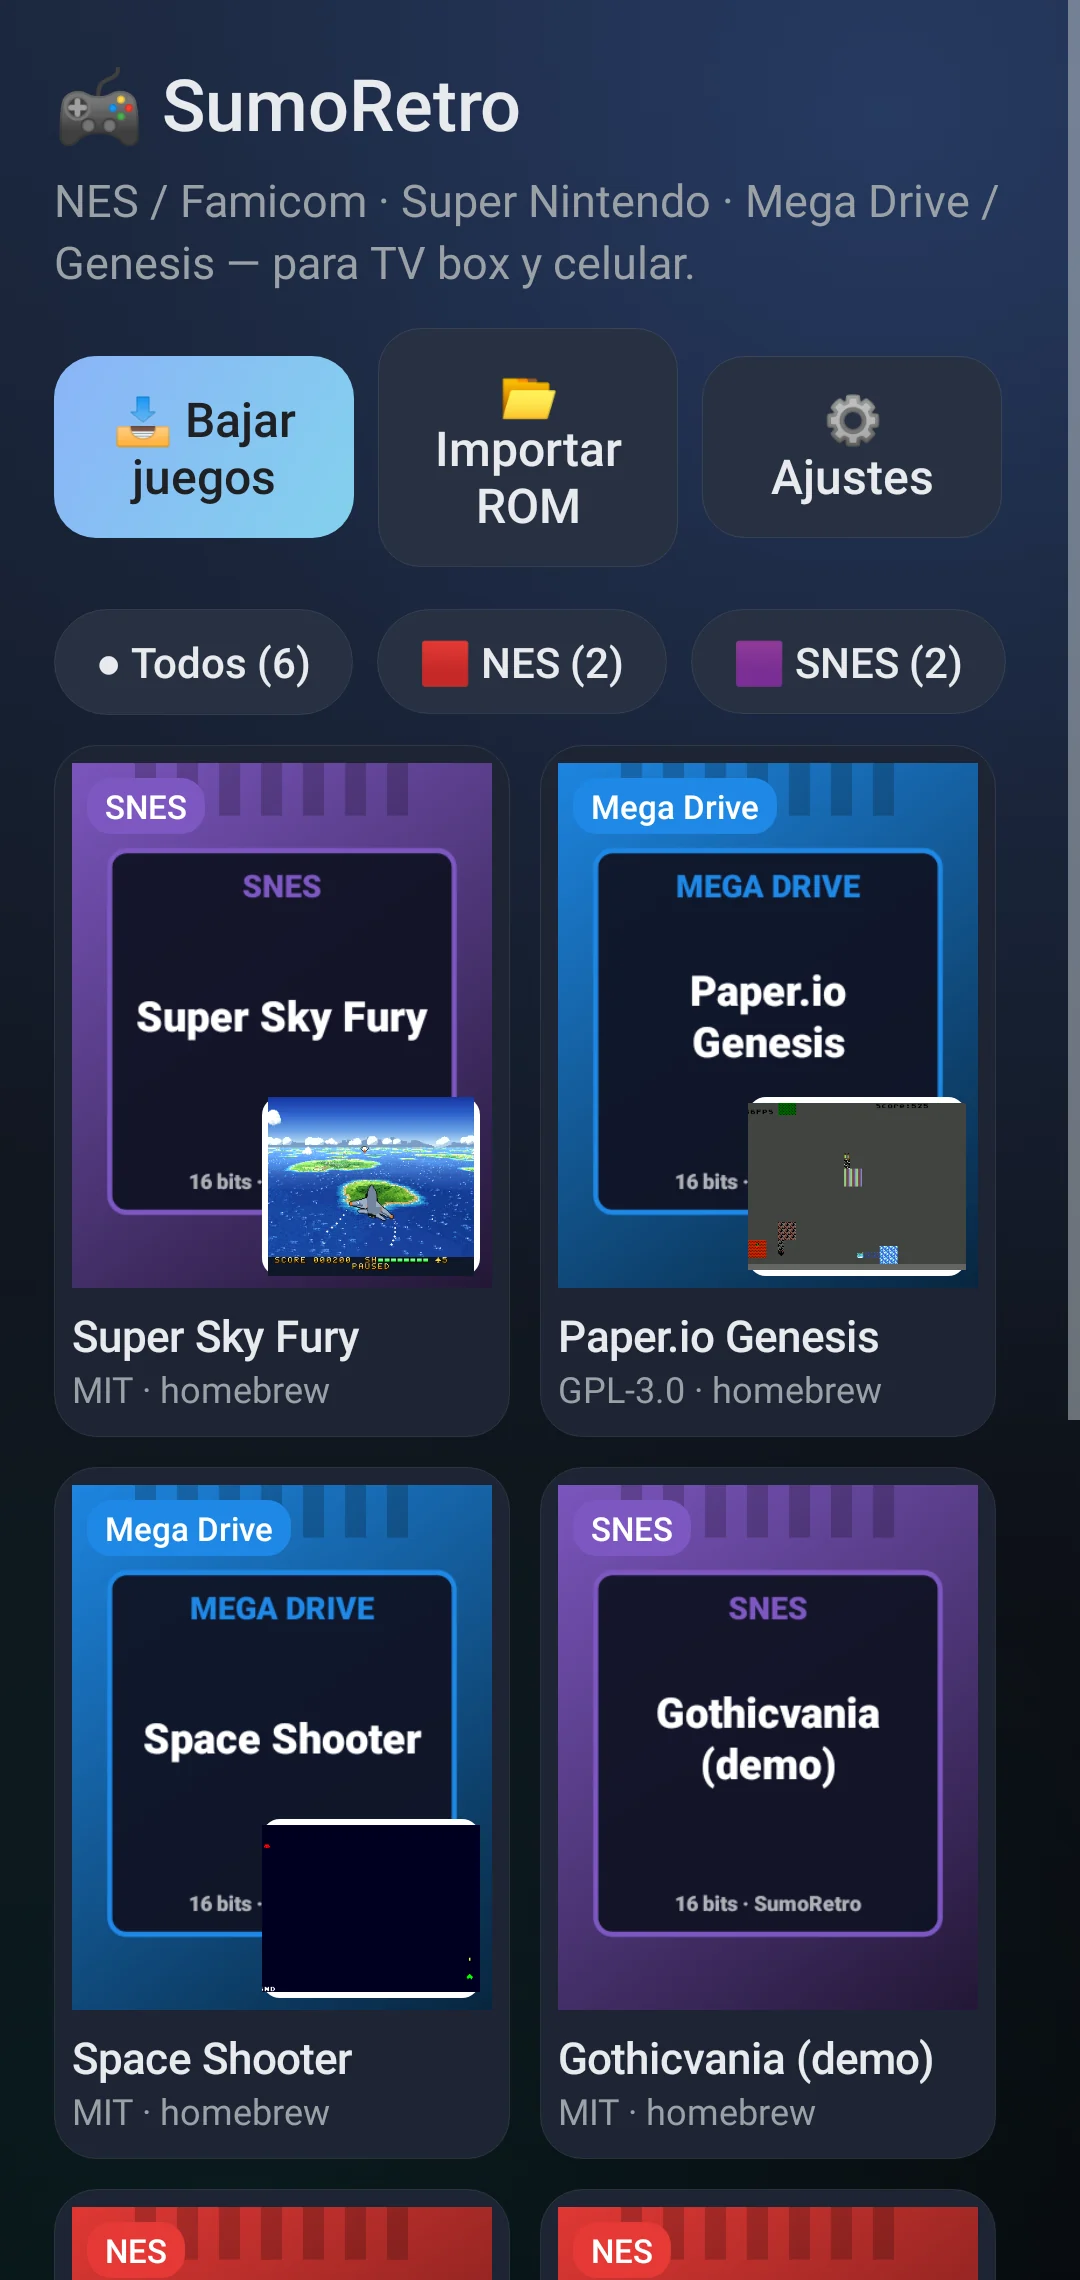 SumoRetro
NES / Famicom · Super Nintendo · Mega Drive /
Genesis — para TV box y celular.
Bajar
juegos
Importar
ROM
Ajustes
● Todos (6)
NES (2)
SNES (2)
SNES
SNES
Super Sky Fury
16 bits ·
SCORE 000200 SH
PAUSED
Super Sky Fury
MIT · homebrew
Mega Drive
MEGA DRIVE
Paper.io
Genesis
16 bits ·
Paper.io Genesis
GPL-3.0 · homebrew
Mega Drive
MEGA DRIVE
Space Shooter
16 bits ·
Space Shooter
MIT · homebrew
SNES
SNES
Gothicvania
(demo)
16 bits · SumoRetro
Gothicvania (demo)
MIT · homebrew
NES
NES